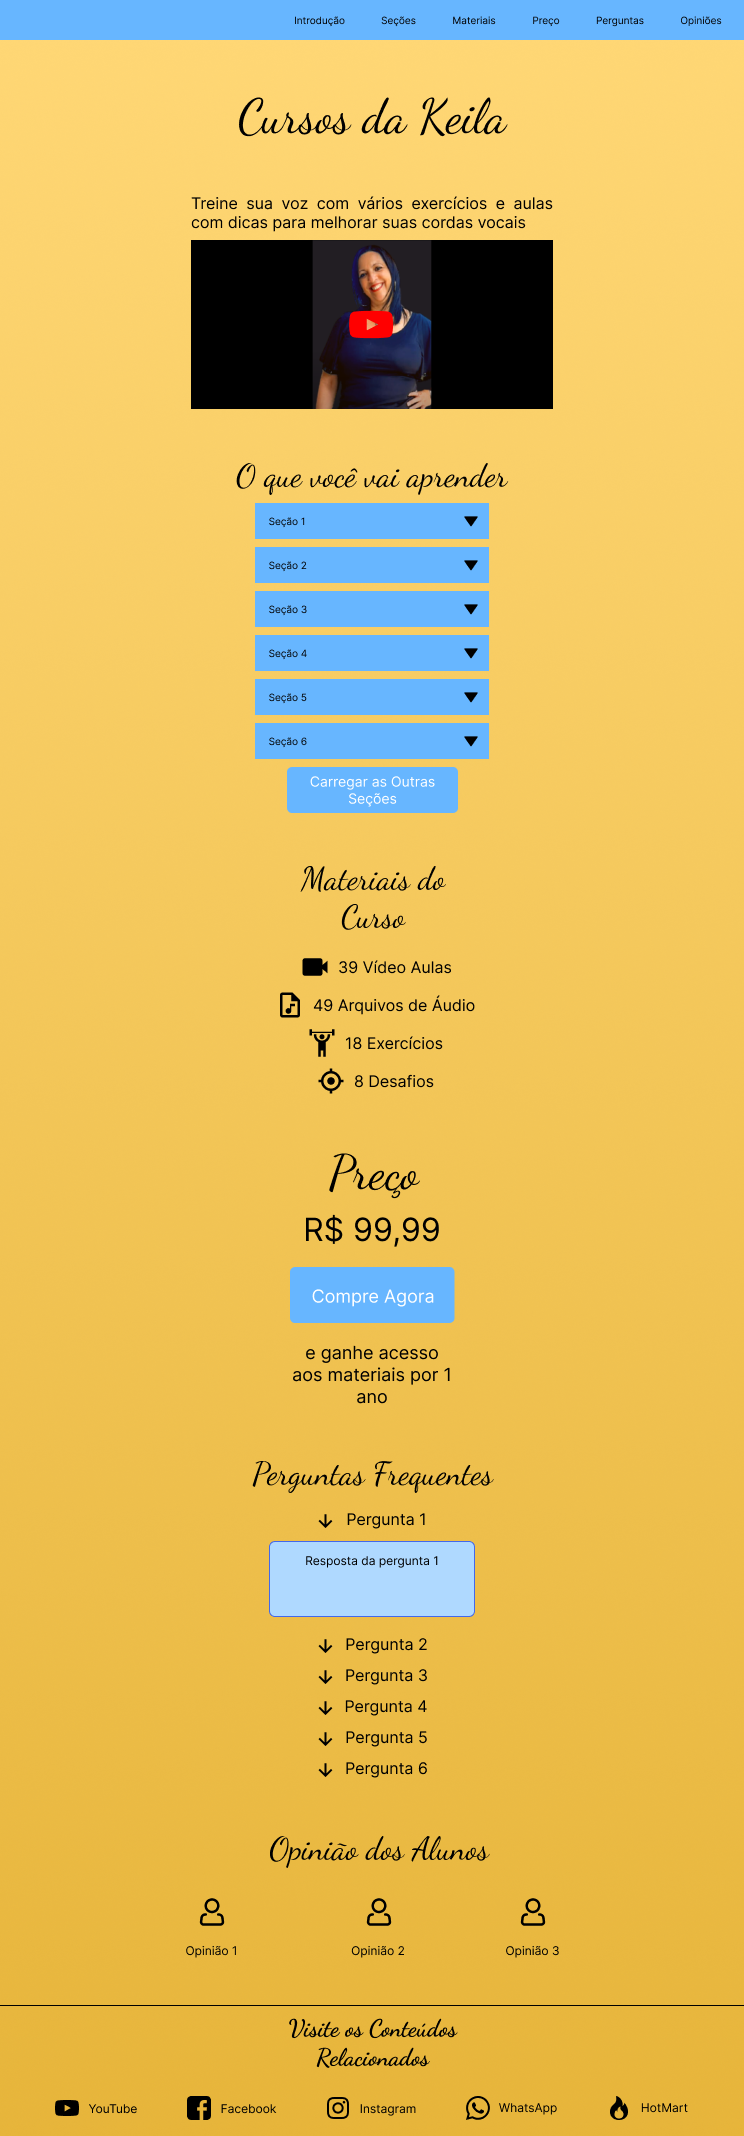 Introdução Seções Materiais Preço Perguntas Opiniões
Cursos da Keila
Treine sua voz com vários exercícios e aulas
com dicas para melhorar suas cordas vocais
O que você vai aprender
Seção 1
Seção 2
Seção 3
Seção 4
Seção 5
Seção 6
Carregar as Outras
Seções
Materiais do
Curso
39 Vídeo Aulas
49 Arquivos de Áudio
18 Exercícios
8 Desafios
Preço
R$ 99,99
Compre Agora
e ganhe acesso
aos materiais por 1
ano
Perguntas Frequentes
Pergunta 1
Resposta da pergunta 1
Pergunta 2
Pergunta 3
Pergunta 4
Pergunta 5
Pergunta 6
Opinião dos Alunos
Opinião 1 Opinião 2 Opinião 3
Visite os Conteúdos
Relacionados
YouTube Facebook Instagram WhatsApp HotMart